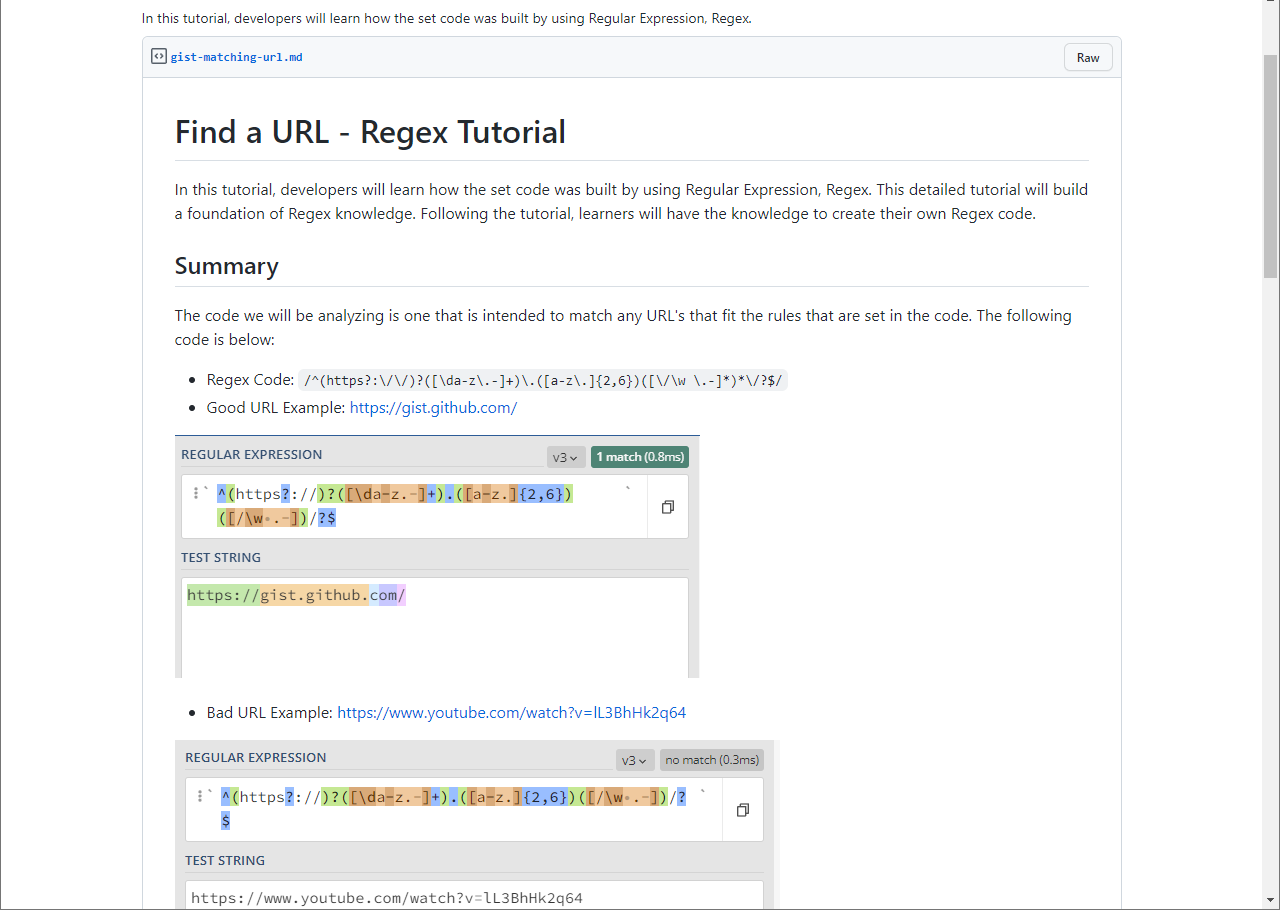 In this tutorial, developers will learn how the set code was built by using Regular Expression, Regex.
gist-matching-url.md
Raw
Find a URL - Regex Tutorial
In this tutorial, developers will learn how the set code was built by using Regular Expression, Regex. This detailed tutorial will build
a foundation of Regex knowledge. Following the tutorial, learners will have the knowledge to create their own Regex code.
Summary
The code we will be analyzing is one that is intended to match any URL's that fit the rules that are set in the code. The following
code is below:
• Regex Code: /^(https?:\/\/)?([\da-z\.-]+)\.([a-z\.]{2,6})([\/\w \.-]*)*\/?$/
• Good URL Example: https://gist.github.com/
REGULAR EXPRESSION
v3
1 match (0.8ms)
` ^(https?://)?([\da-z.-]+).([a-z.]{2,6}) `
([/\w·.-])/?$
TEST STRING
https://gist.github.com/
• Bad URL Example: https://www.youtube.com/watch?v=lL3BhHk2q64
REGULAR EXPRESSION
v3
no match (0.3ms)
` ^(https?://)?([\da-z.-]+).([a-z.]{2,6})([/\w·.-])/? `
$
TEST STRING
https://www.youtube.com/watch?v=lL3BhHk2q64